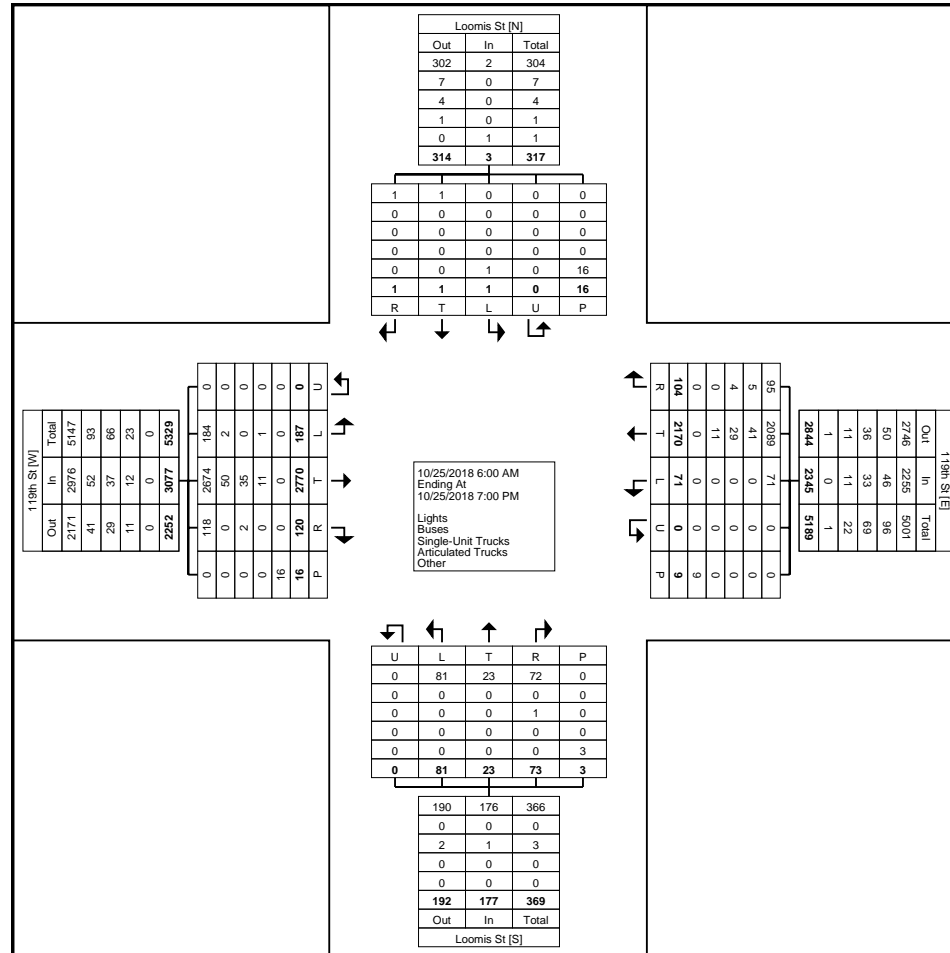 Loomis St [N]
Out In Total
302 2 304
7 0 7
4 0 4
1 0 1
0 1 1
314 3 317
1 1 0 0 0
0 0 0 0 0
0 0 0 0 0
0 0 0 0 0
0 0 1 0 16
1 1 1 0 16
R T L U P
119th St [W]
Out In Total
2171 2976 5147
41 52 93
29 37 66
11 12 23
0 0 0
2252 3077 5329
0 118 2674 184 0
0 0 50 2 0
0 2 35 0 0
0 0 11 1 0
16 0 0 0 0
16 120 2770 187 0
P R T L U
10/25/2018 6:00 AM
Ending At
10/25/2018 7:00 PM
Lights
Buses
Single-Unit Trucks
Articulated Trucks
Other
119th St [E]
Out In Total
2746 2255 5001
50 46 96
36 33 69
11 11 22
1 0 1
2844 2345 5189
95 2089 71 0 0
5 41 0 0 0
4 29 0 0 0
0 11 0 0 0
0 0 0 0 9
104 2170 71 0 9
R T L U P
U L T R P
0 81 23 72 0
0 0 0 0 0
0 0 0 1 0
0 0 0 0 0
0 0 0 0 3
0 81 23 73 3
190 176 366
0 0 0
2 1 3
0 0 0
0 0 0
192 177 369
Out In Total
Loomis St [S]